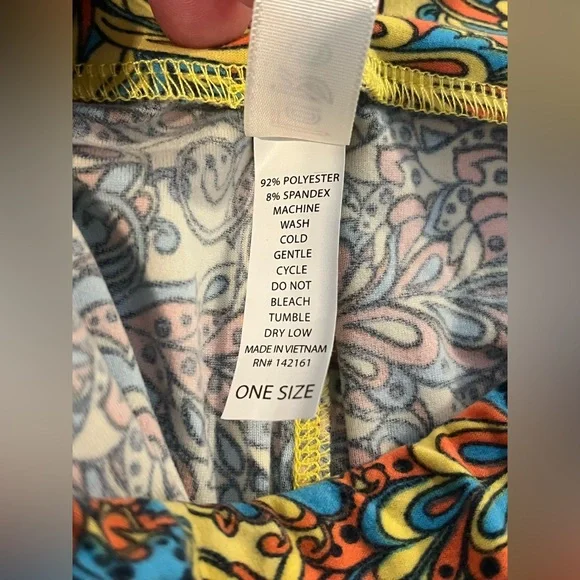 92% POLYESTER
8% SPANDEX
MACHINE
WASH
COLD
GENTLE
CYCLE
DO NOT
BLEACH
TUMBLE
DRY LOW
MADE IN VIETNAM
RN# 142161
ONE SIZE